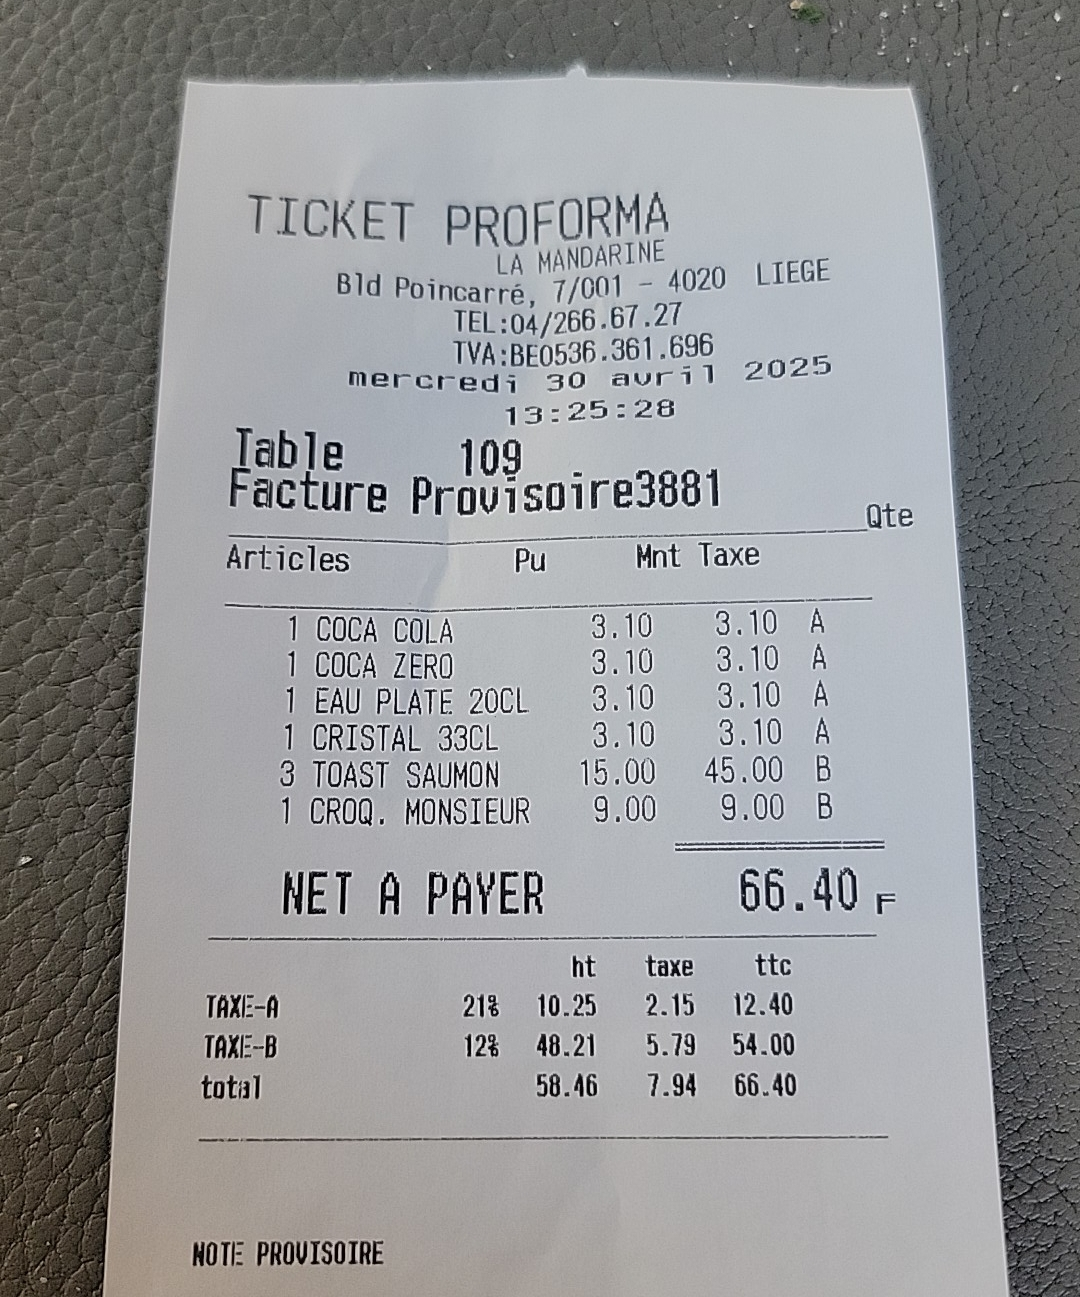 TICKET PROFORMA
LA MANDARINE
Bld Poincarré, 7/001 - 4020 LIEGE
TEL:04/266.67.27
TVA:BE0536.361.696
mercredi 30 avril 2025
13:25:28
Table 109
Facture Provisoire3881
Qte
Articles Pu Mnt Taxe
1 COCA COLA 3.10 3.10 A
1 COCA ZERO 3.10 3.10 A
1 EAU PLATE 20CL 3.10 3.10 A
1 CRISTAL 33CL 3.10 3.10 A
3 TOAST SAUMON 15.00 45.00 B
1 CROQ. MONSIEUR 9.00 9.00 B
NET A PAYER 66.40 F
ht taxe ttc
TAXE-A 21% 10.25 2.15 12.40
TAXE-B 12% 48.21 5.79 54.00
total 58.46 7.94 66.40
NOTE PROVISOIRE